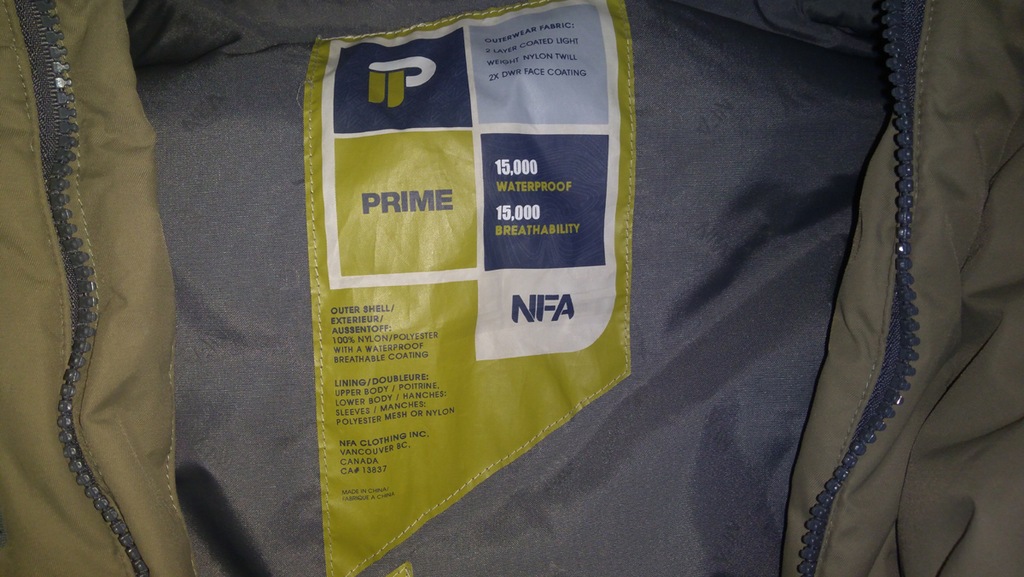 OUTERWEAR FABRIC:
2 LAYER COATED LIGHT
WEIGHT NYLON TWILL
2X DWR FACE COATING
PRIME
15,000
WATERPROOF
15,000
BREATHABILITY
NFA
OUTER SHELL/
EXTERIEUR/
AUSSENTOFF:
100% NYLON/POLYESTER
WITH A WATERPROOF
BREATHABLE COATING
LINING/DOUBLEURE:
UPPER BODY / POITRINE,
LOWER BODY / HANCHES:
SLEEVES / MANCHES:
POLYESTER MESH OR NYLON
NFA CLOTHING INC.
VANCOUVER BC,
CANADA
CA# 13837
MADE IN CHINA/
FABRIQUE A CHINA